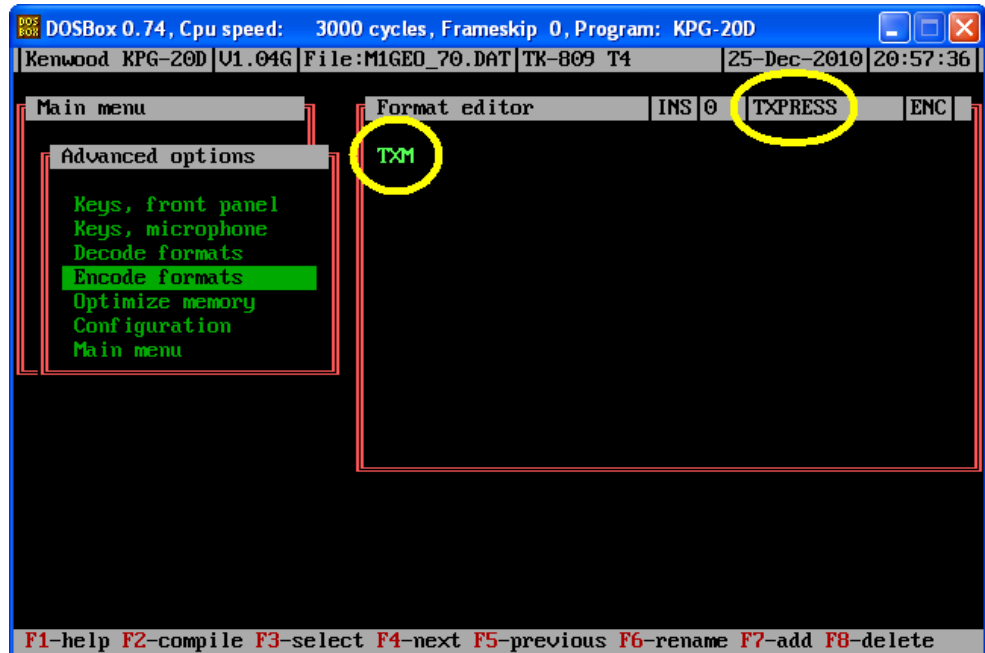 DOSBox 0.74, Cpu speed: 3000 cycles, Frameskip 0, Program: KPG-20D
Kenwood KPG-20D V1.04G File:M1GEO_70.DAT TK-809 T4 25-Dec-2010 20:57:36
Main menu
Format editor INS 0 TXPRESS ENC
Advanced options
TXM
Keys, front panel
Keys, microphone
Decode formats
Encode formats
Optimize memory
Configuration
Main menu
F1-help F2-compile F3-select F4-next F5-previous F6-rename F7-add F8-delete